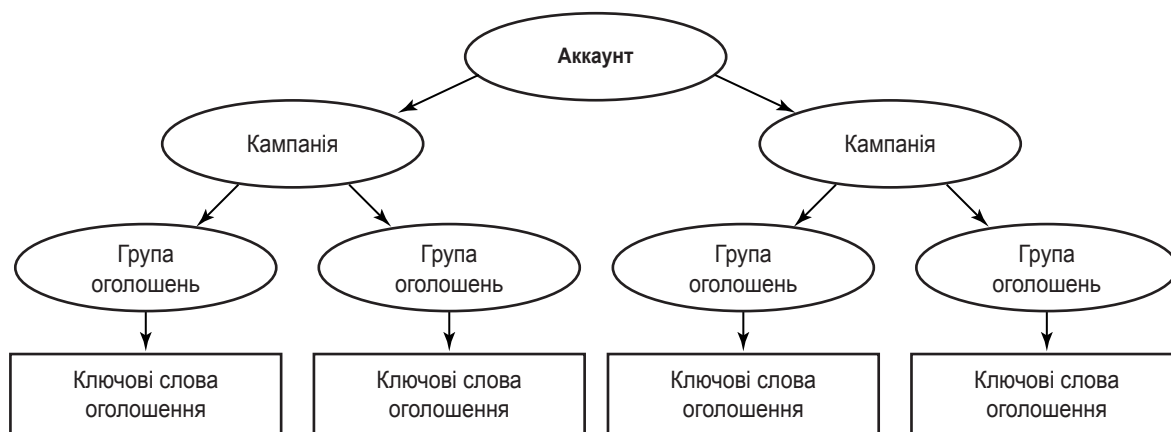 Аккаунт
Кампанія
Кампанія
Група
оголошень
Група
оголошень
Група
оголошень
Група
оголошень
Ключові слова
оголошення
Ключові слова
оголошення
Ключові слова
оголошення
Ключові слова
оголошення